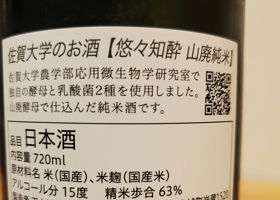 佐賀大学のお酒【悠々知酔 山廃純米】
佐賀大学農学部応用微生物学研究室で
独自の酵母と乳酸菌2種を使用しました。
山廃酵母で仕込んだ純米酒です。
品目 日本酒
内容量 720ml
原材料名 米(国産)、米麹(国産米)
アルコール分 15度 精米歩合 63%
1520